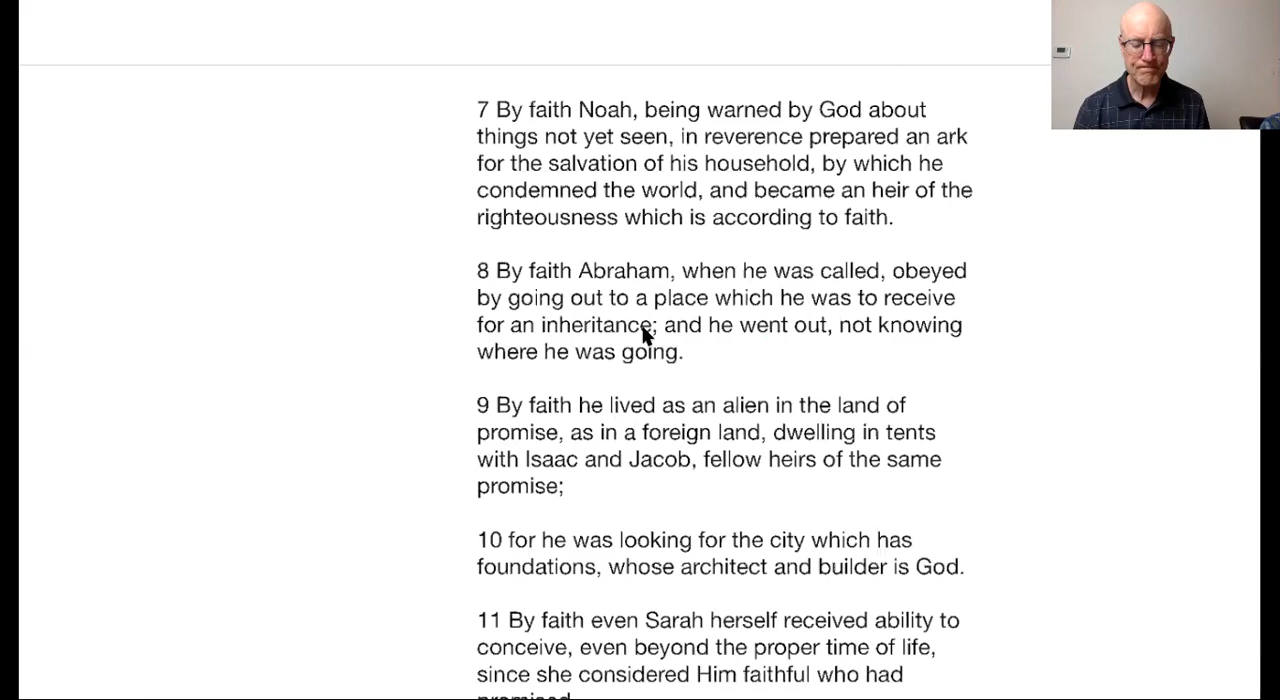 7 By faith Noah, being warned by God about
things not yet seen, in reverence prepared an ark
for the salvation of his household, by which he
condemned the world, and became an heir of the
righteousness which is according to faith.
8 By faith Abraham, when he was called, obeyed
by going out to a place which he was to receive
for an inheritance; and he went out, not knowing
where he was going.
9 By faith he lived as an alien in the land of
promise, as in a foreign land, dwelling in tents
with Isaac and Jacob, fellow heirs of the same
promise;
10 for he was looking for the city which has
foundations, whose architect and builder is God.
11 By faith even Sarah herself received ability to
conceive, even beyond the proper time of life,
since she considered Him faithful who had